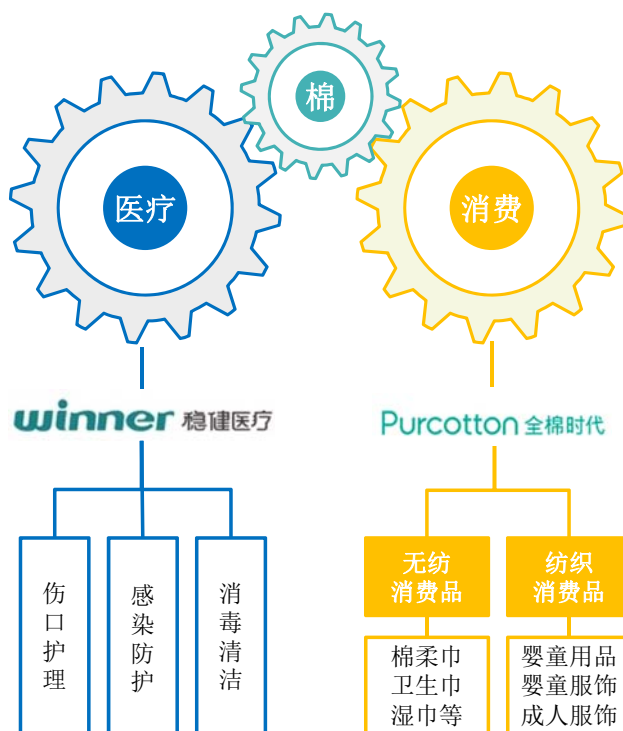 棉
医疗
消费
winner 稳健医疗
Purcotton 全棉时代
伤口护理
感染防护
消毒清洁
无纺
消费品
纺织
消费品
棉柔巾
卫生巾
湿巾等
婴童用品
婴童服饰
成人服饰